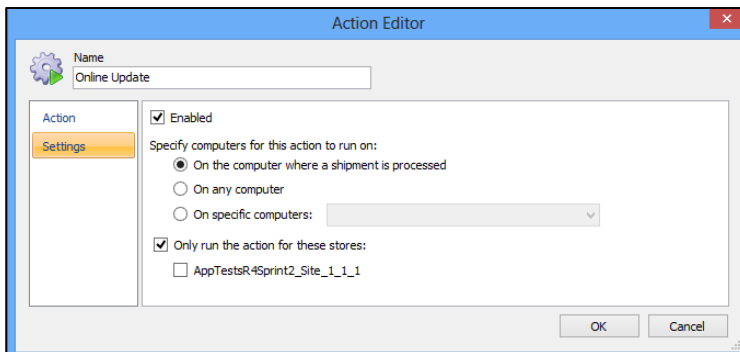 Action Editor
Name
Online Update
Action
Settings
Enabled
Specify computers for this action to run on:
On the computer where a shipment is processed
On any computer
On specific computers:
Only run the action for these stores:
AppTestsR4Sprint2_Site_1_1_1
OK
Cancel